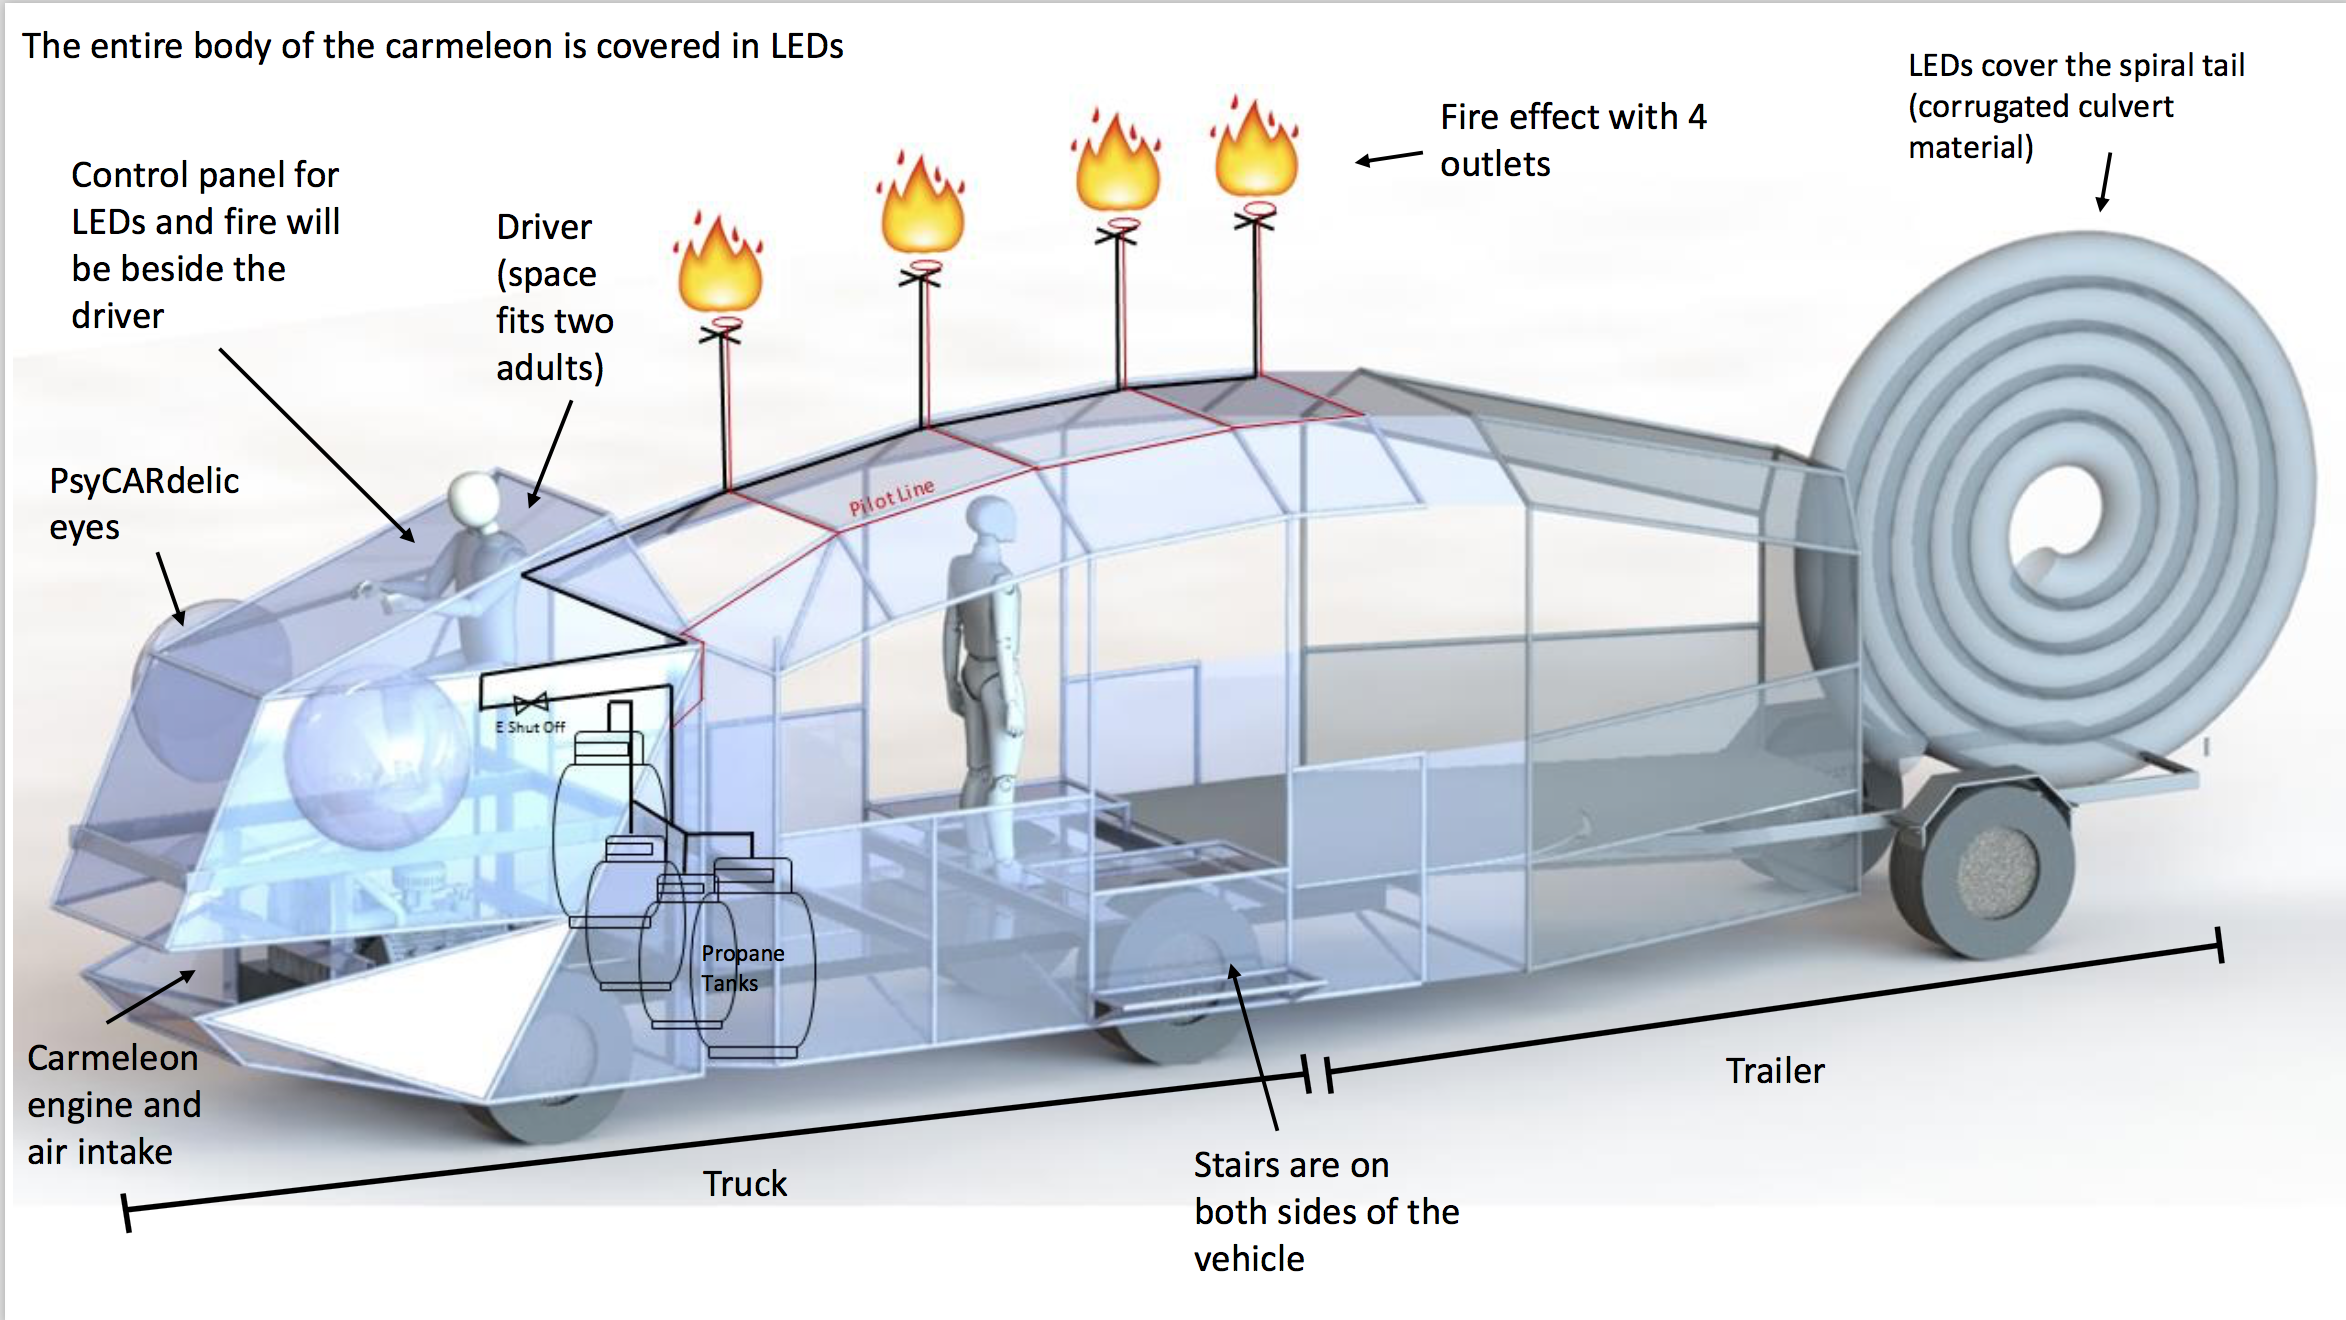 The entire body of the carmeleon is covered in LEDs
LEDs cover the spiral tail
(corrugated culvert
material)
Fire effect with 4
outlets
Control panel for
LEDs and fire will
be beside the
driver
Driver
(space
fits two
adults)
PsyCARdelic
eyes
Pilot Line
E Shut Off
Propane
Tanks
Carmeleon
engine and
air intake
Truck
Trailer
Stairs are on
both sides of the
vehicle